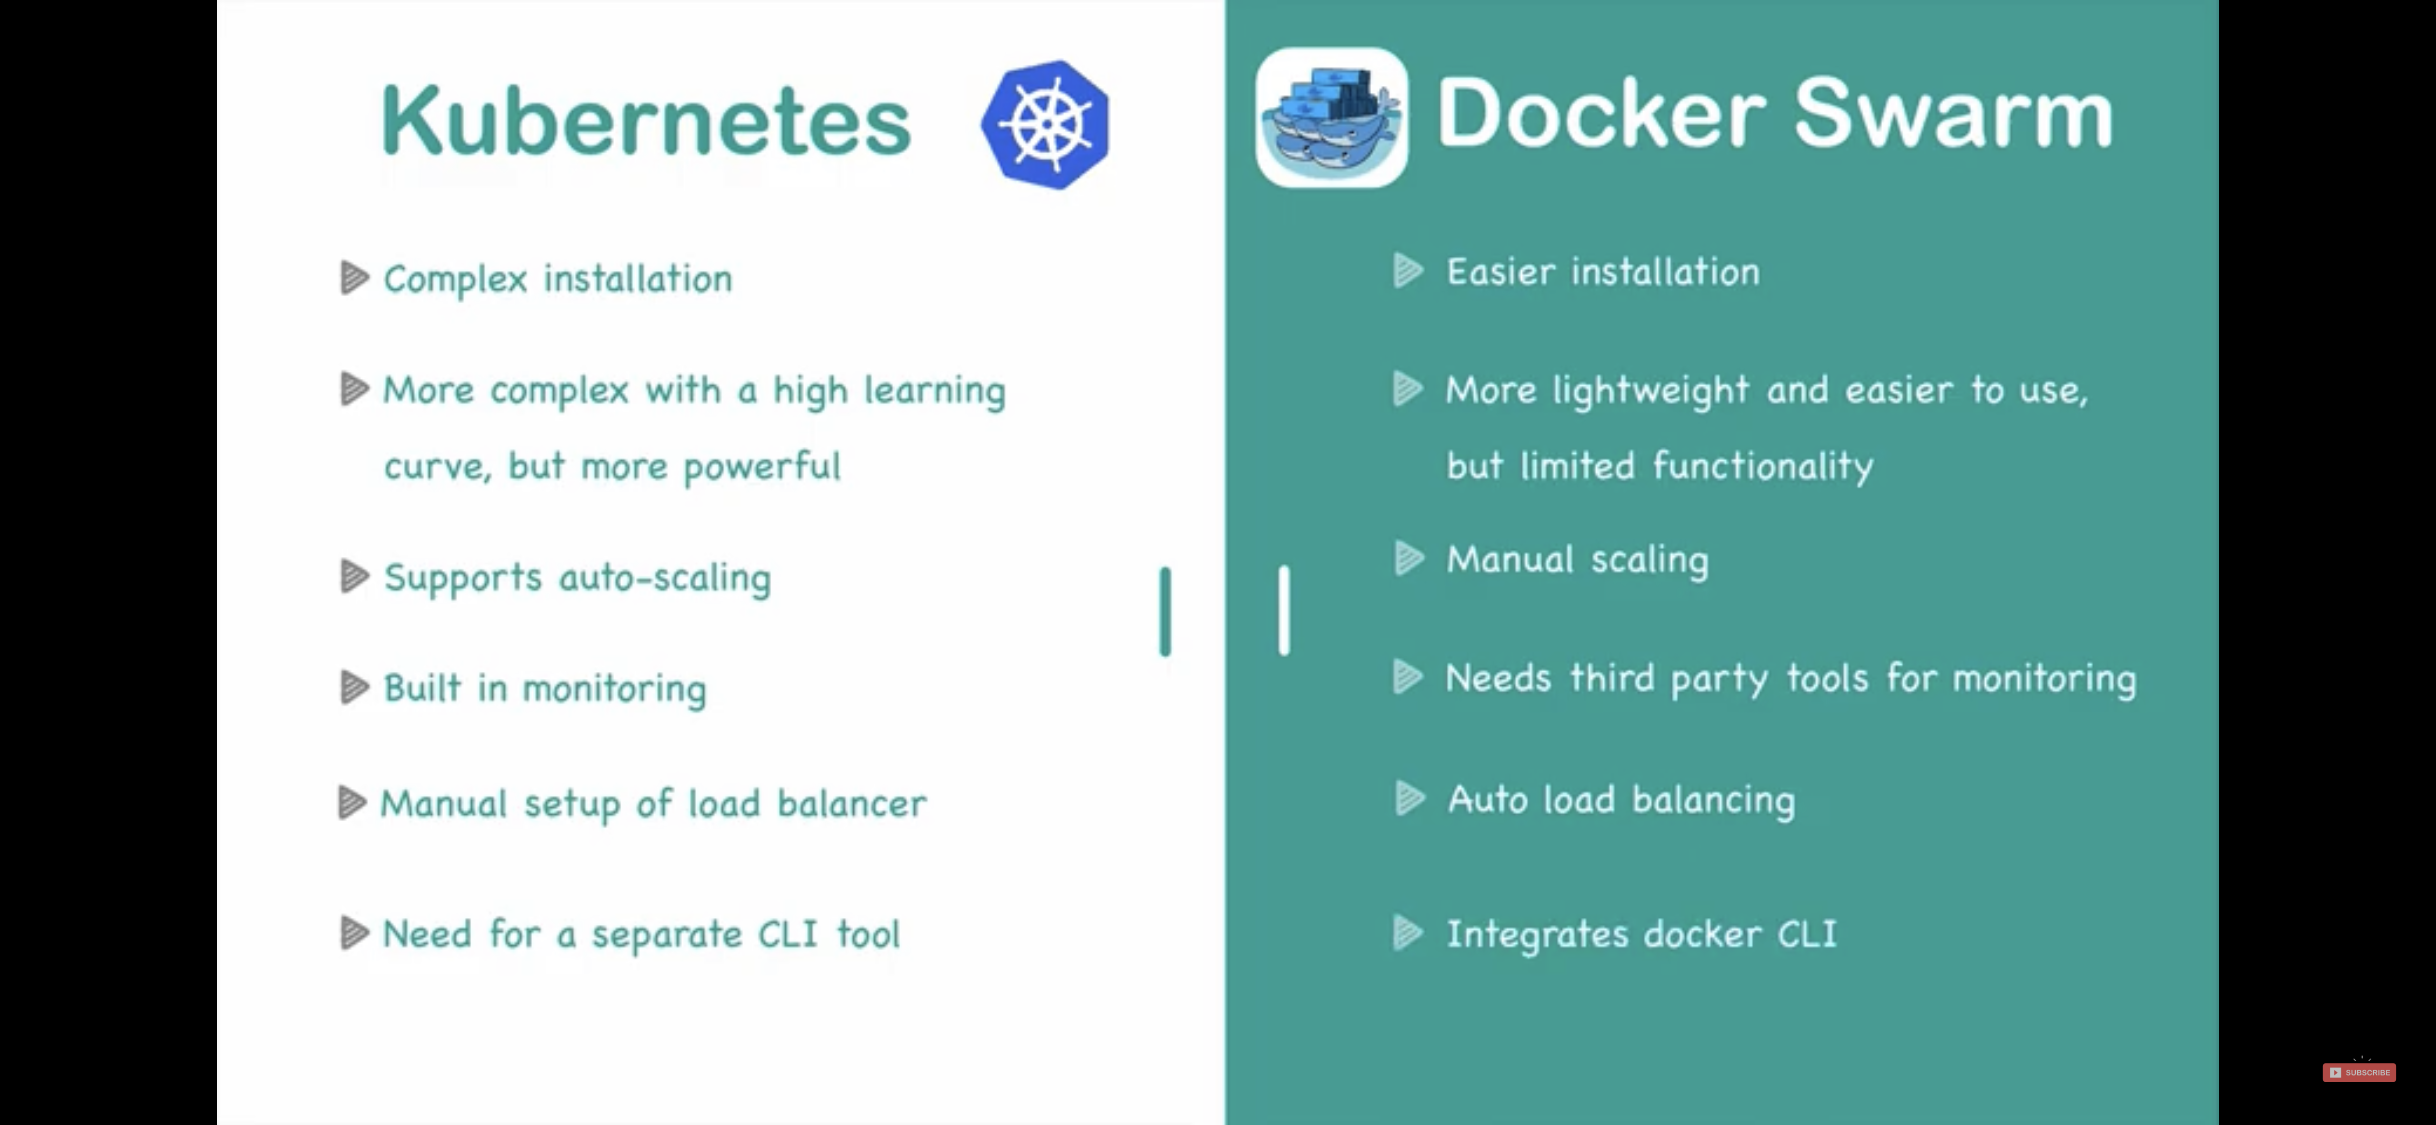 Kubernetes
Complex installation
More complex with a high learning
curve, but more powerful
Supports auto-scaling
Built in monitoring
Manual setup of load balancer
Need for a separate CLI tool
Docker Swarm
Easier installation
More lightweight and easier to use,
but limited functionality
Manual scaling
Needs third party tools for monitoring
Auto load balancing
Integrates docker CLI
SUBSCRIBE